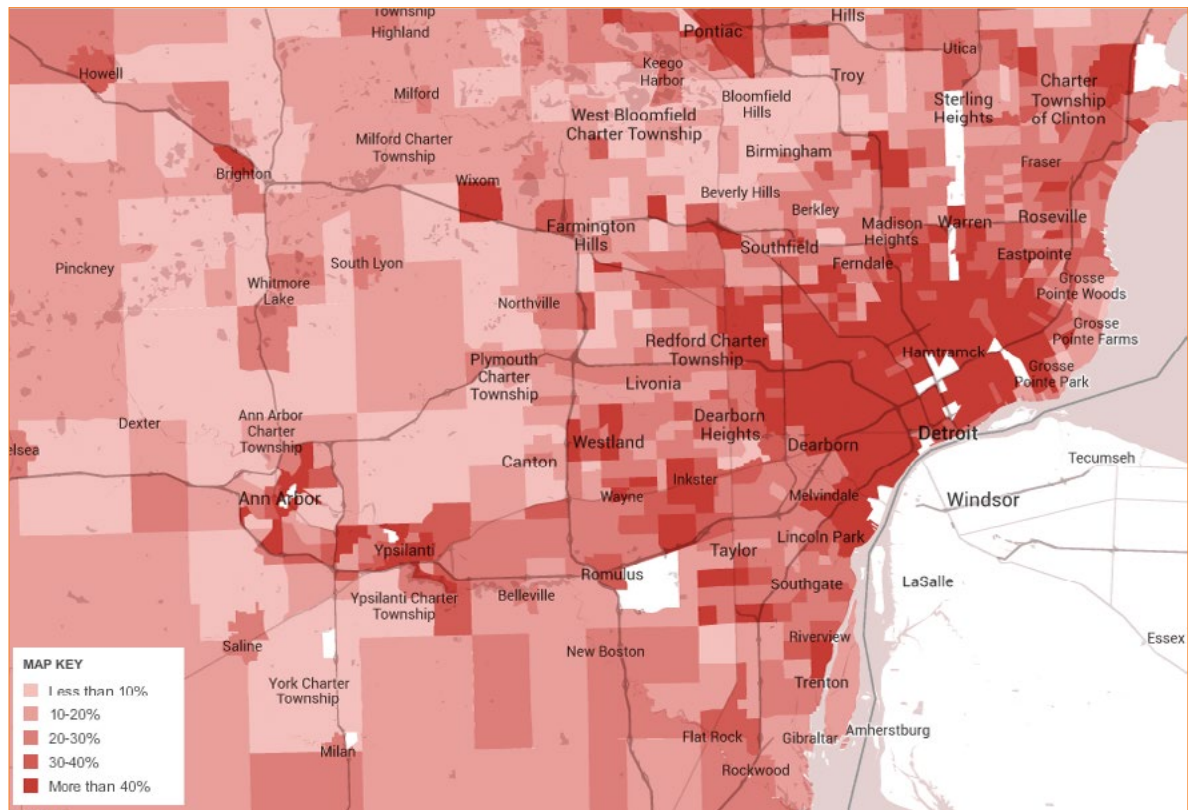 Township
Highland
Hills
Pontiac
Utica
Howell
Keego
Harbor
Troy
Charter
Township
of Clinton
Milford
Bloomfield
Hills
Sterling
Heights
West Bloomfield
Charter Township
Milford Charter
Township
Birmingham
Fraser
Brighton
Wixom
Beverly Hills
Berkley
Madison
Heights
Warren
Roseville
Farmington
Hills
Southfield
Eastpointe
Ferndale
Pinckney
South Lyon
Whitmore
Lake
Grosse
Pointe Woods
Northville
Grosse
Pointe Farms
Redford Charter
Township
Hamtramck
Plymouth
Charter
Township
Grosse
Pointe Park
Livonia
Dexter
Ann Arbor
Charter
Township
Dearborn
Heights
Westland
Dearborn
Detroit
elsea
Canton
Tecumseh
Inkster
Ann Arbor
Wayne
Melvindale
Windsor
Ypsilanti
Taylor
Lincoln Park
Romulus
Southgate
LaSalle
Ypsilanti Charter
Township
Belleville
Saline
New Boston
Riverview
Essex
York Charter
Township
Trenton
Milan
Flat Rock
Gibraltar
Amherstburg
Rockwood
MAP KEY
Less than 10%
10-20%
20-30%
30-40%
More than 40%